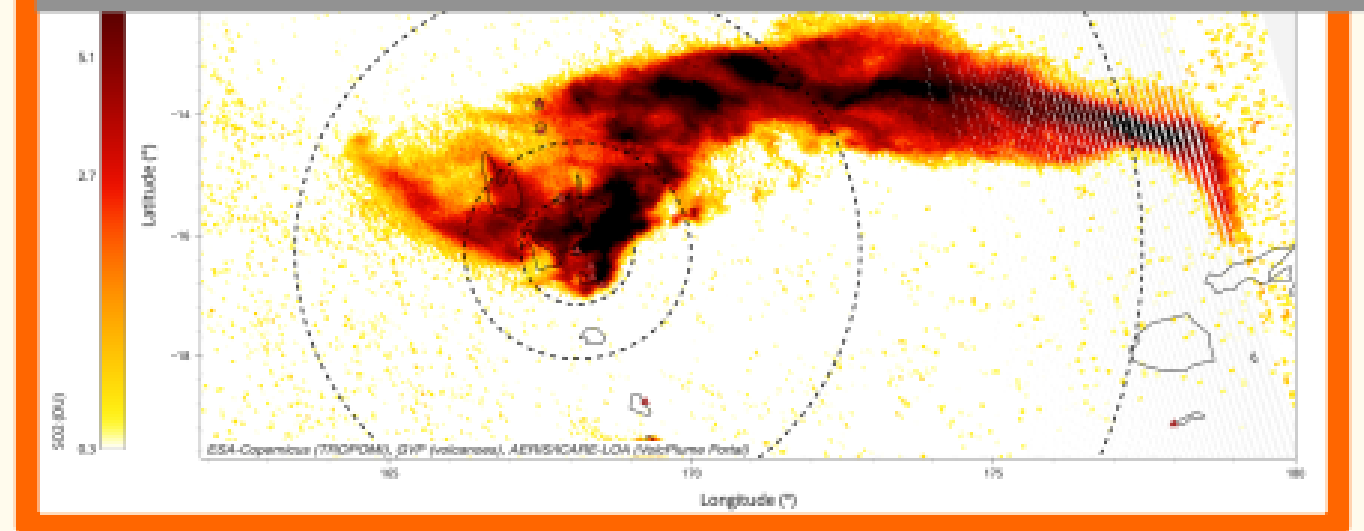 5.1
2.7
0.3
SO2 (DU)
Latitude (°)
-14
-16
-18
ESA-Copernicus (TROPOMI), GVP (volcanoes), AERIS/ICARE-LOA (VolcPlume Portal)
165
170
175
180
Longitude (°)